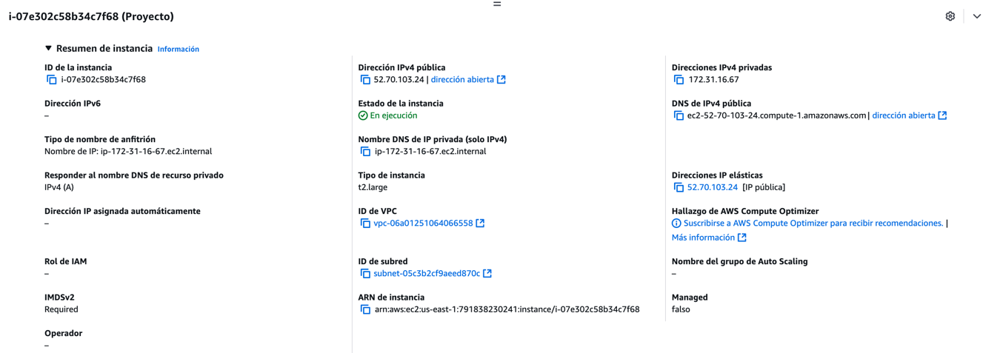 i-07e302c58b34c7f68 (Proyecto)
Resumen de instancia Información
ID de la instancia
i-07e302c58b34c7f68
Dirección IPv4 pública
52.70.103.24 | dirección abierta
Direcciones IPv4 privadas
172.31.16.67
Dirección IPv6
–
Estado de la instancia
En ejecución
DNS de IPv4 pública
ec2-52-70-103-24.compute-1.amazonaws.com | dirección abierta
Tipo de nombre de anfitrión
Nombre de IP: ip-172-31-16-67.ec2.internal
Nombre DNS de IP privada (solo IPv4)
ip-172-31-16-67.ec2.internal
Responder al nombre DNS de recurso privado
IPv4 (A)
Tipo de instancia
t2.large
Direcciones IP elásticas
52.70.103.24 [IP pública]
Dirección IP asignada automáticamente
–
ID de VPC
vpc-06a01251064066558
Hallazgo de AWS Compute Optimizer
Suscribirse a AWS Compute Optimizer para recibir recomendaciones. |
Más información
Rol de IAM
–
ID de subred
subnet-05c3b2cf9aeed870c
Nombre del grupo de Auto Scaling
–
IMDSv2
Required
ARN de instancia
arn:aws:ec2:us-east-1:791838230241:instance/i-07e302c58b34c7f68
Managed
falso
Operador
–